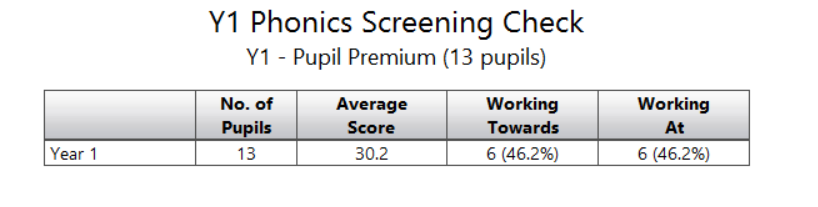 Y1 Phonics Screening Check
Y1 - Pupil Premium (13 pupils)
No. of Pupils Average Score Working Towards Working At
Year 1 13 30.2 6 (46.2%) 6 (46.2%)